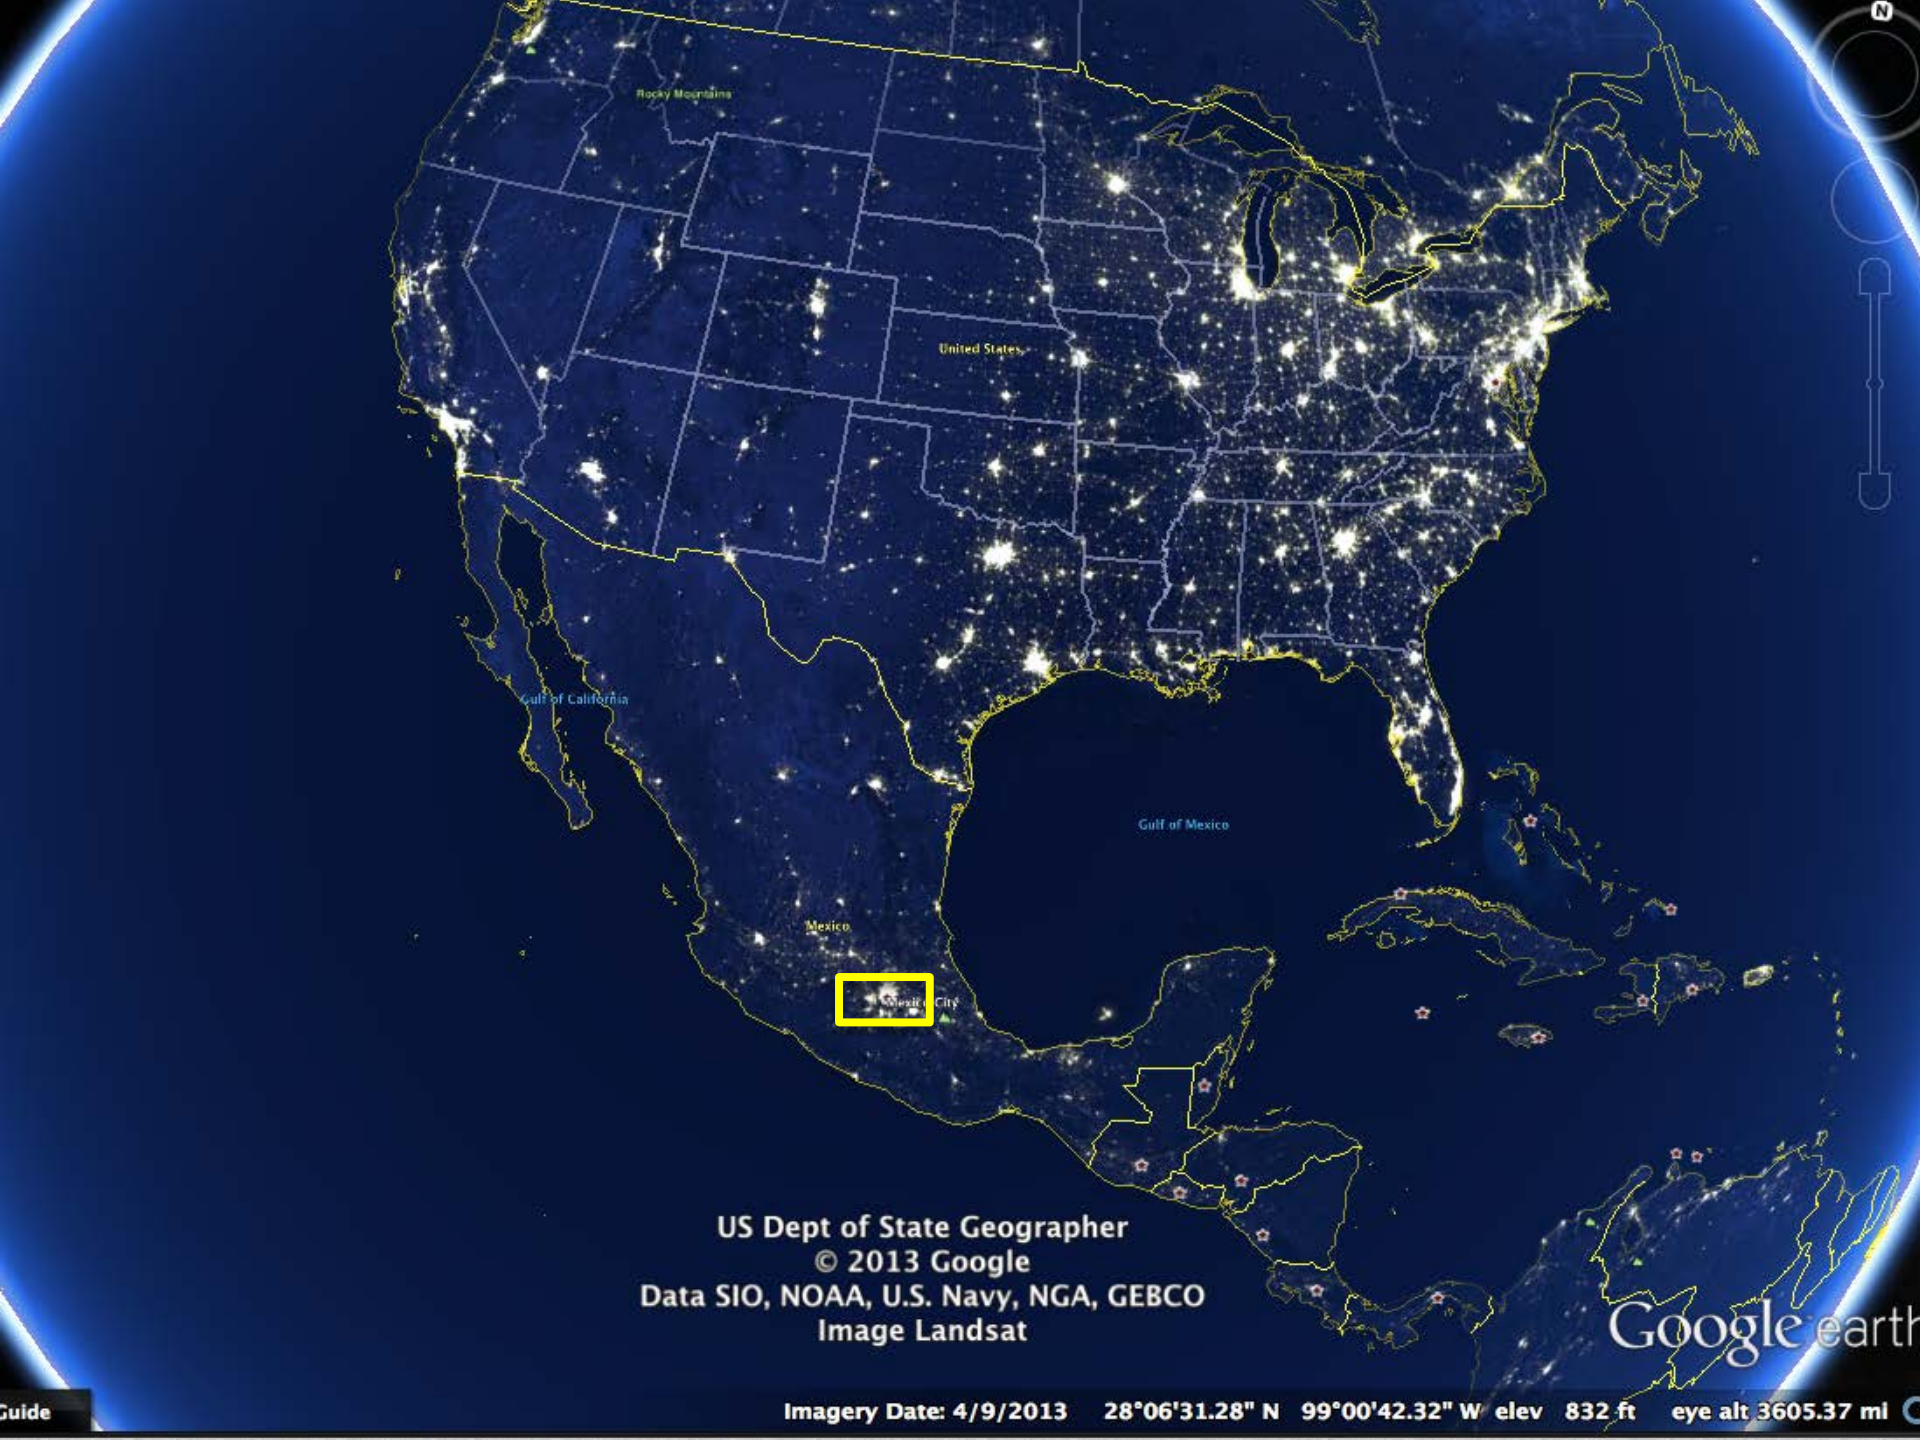 N
Rocky Mountains
United States
Gulf of California
Gulf of Mexico
Mexico
Mexico City
US Dept of State Geographer
© 2013 Google
Data SIO, NOAA, U.S. Navy, NGA, GEBCO
Image Landsat
Google earth
Guide
Imagery Date: 4/9/2013 28°06'31.28" N 99°00'42.32" W elev 832 ft eye alt 3605.37 mi